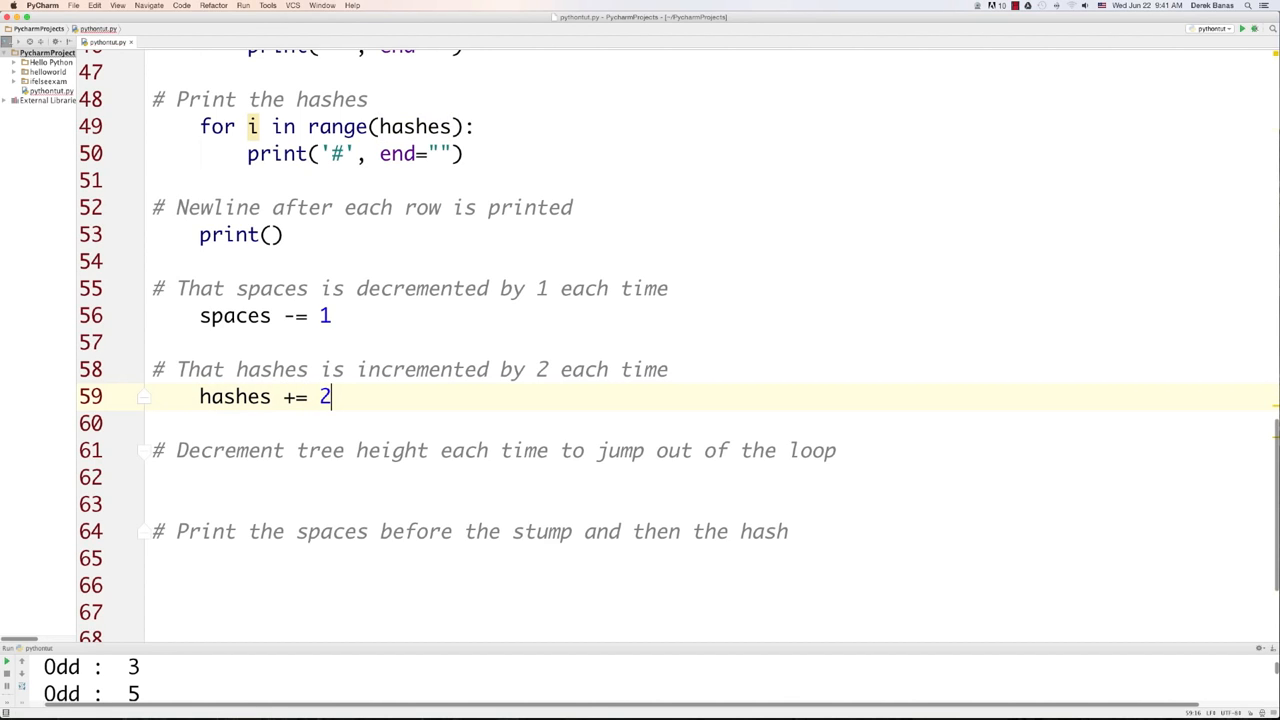 PyCharm File Edit View Navigate Code Refactor Run Tools VCS Window Help 10 Wed Jun 22 9:41 AM Derek Banas
pythontut.py - PycharmProjects - [~/PycharmProjects]
PycharmProjects pythontut.py pythontut
pythontut.py
PycharmProject
Hello Python
helloworld
ifelseexam
pythontut.py
External Librarie
47
48 # Print the hashes
49 for i in range(hashes):
50 print('#', end="")
51
52 # Newline after each row is printed
53 print()
54
55 # That spaces is decremented by 1 each time
56 spaces -= 1
57
58 # That hashes is incremented by 2 each time
59 hashes += 2
60
61 # Decrement tree height each time to jump out of the loop
62
63
64 # Print the spaces before the stump and then the hash
65
66
67
68
Run pythontut
Odd : 3
Odd : 5
59:16 LF÷ UTF-8÷